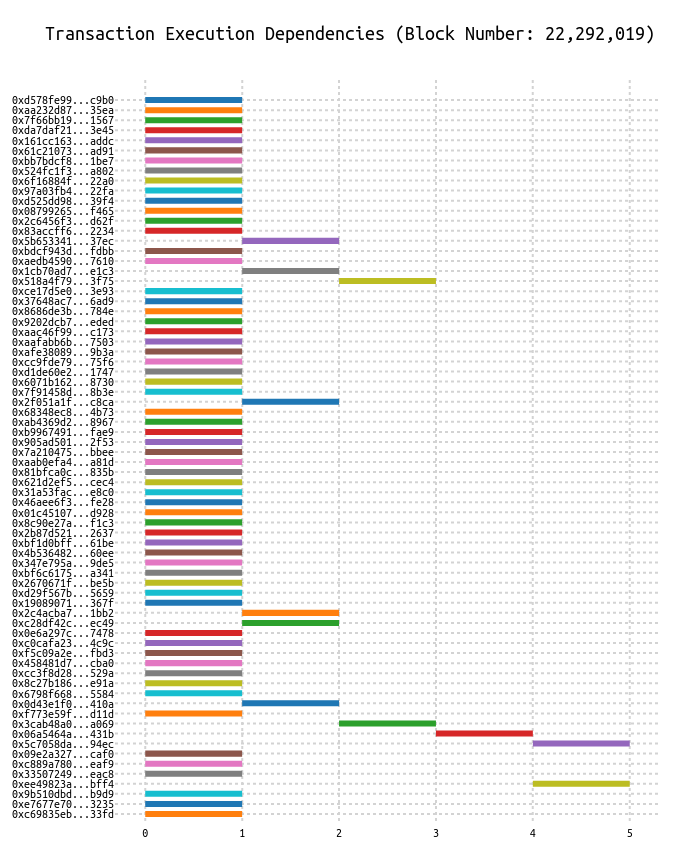 Transaction Execution Dependencies (Block Number: 22,292,019)
0xd578fe99...c9b0
0xaa232d87...35ea
0x7f66bb19...1567
0xda7daf21...3e45
0x161cc163...addc
0x61c21073...ad91
0xbb7bdcf8...1be7
0x524fc1f3...a802
0x6f16884f...22a0
0x97a03fb4...22fa
0xd525dd98...39f4
0x08799265...f465
0x2c6456f3...d62f
0x83accff6...2234
0x5b653341...37ec
0xbdcf943d...fdbb
0xaedb4590...7610
0x1cb70ad7...e1c3
0x518a4f79...3f75
0xce17d5e0...3e93
0x37648ac7...6ad9
0x8686de3b...784e
0x9202dcb7...eded
0xaac46f99...c173
0xaafabb6b...7503
0xafe38089...9b3a
0xcc9fde79...75f6
0xd1de60e2...1747
0x6071b162...8730
0x7f91458d...8b3e
0x2f051a1f...c8ca
0x68348ec8...4b73
0xab4369d2...8967
0xb9967491...fae9
0x905ad501...2f53
0x7a210475...bbee
0xaab0efa4...a81d
0x81bfca0c...835b
0x621d2ef5...cec4
0x31a53fac...e8c0
0x46aee6f3...fe28
0x01c45107...d928
0x8c90e27a...f1c3
0x2b87d521...2637
0xbf1d0bff...61be
0x4b536482...60ee
0x347e795a...9de5
0xbf6c6175...a341
0x2670671f...be5b
0xd29f567b...5659
0x19089071...367f
0x2c4acba7...1bb2
0xc28df42c...ec49
0x0e6a297c...7478
0xc0cafa23...4c9c
0xf5c09a2e...fbd3
0x458481d7...cba0
0xcc3f8d28...529a
0x8c27b186...e91a
0x6798f668...5584
0x0d43e1f0...410a
0xf773e59f...d11d
0x3cab48a0...a069
0x06a5464a...431b
0x5c7058da...94ec
0x09e2a327...caf0
0xc889a780...eaf9
0x33507249...eac8
0xee49823a...bff4
0x9b510dbd...b9d9
0xe7677e70...3235
0xc69835eb...33fd
0 1 2 3 4 5